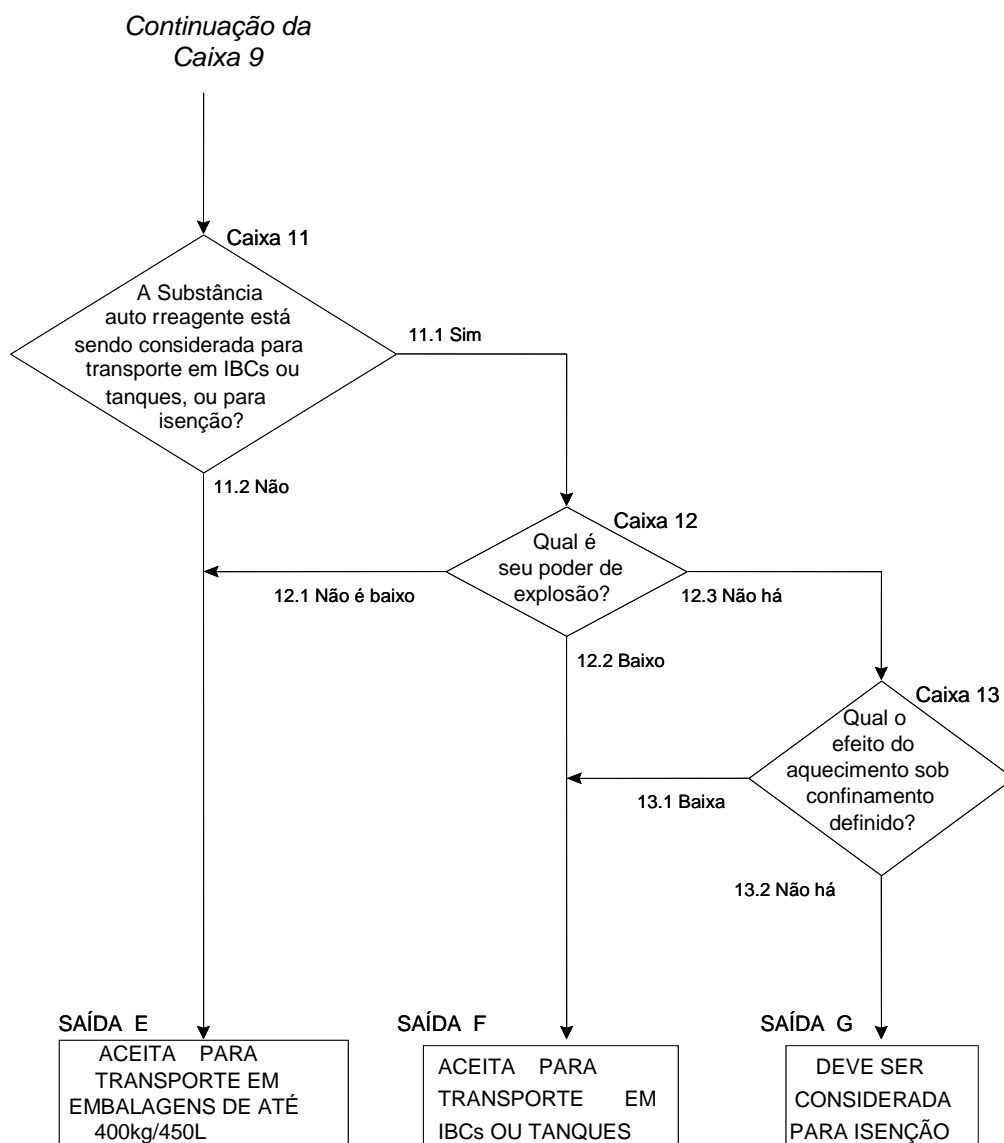 Continuação da
Caixa 9
Caixa 11
A Substância
auto rreagente está
sendo considerada para
transporte em IBCs ou
tanques, ou para
isenção?
11.1 Sim
11.2 Não
Caixa 12
Qual é
seu poder de
explosão?
12.1 Não é baixo
12.3 Não há
12.2 Baixo
Caixa 13
Qual o
efeito do
aquecimento sob
confinamento
definido?
13.1 Baixa
13.2 Não há
SAÍDA E
ACEITA PARA
TRANSPORTE EM
EMBALAGENS DE ATÉ
400kg/450L
SAÍDA F
ACEITA PARA
TRANSPORTE EM
IBCs OU TANQUES
SAÍDA G
DEVE SER
CONSIDERADA
PARA ISENÇÃO